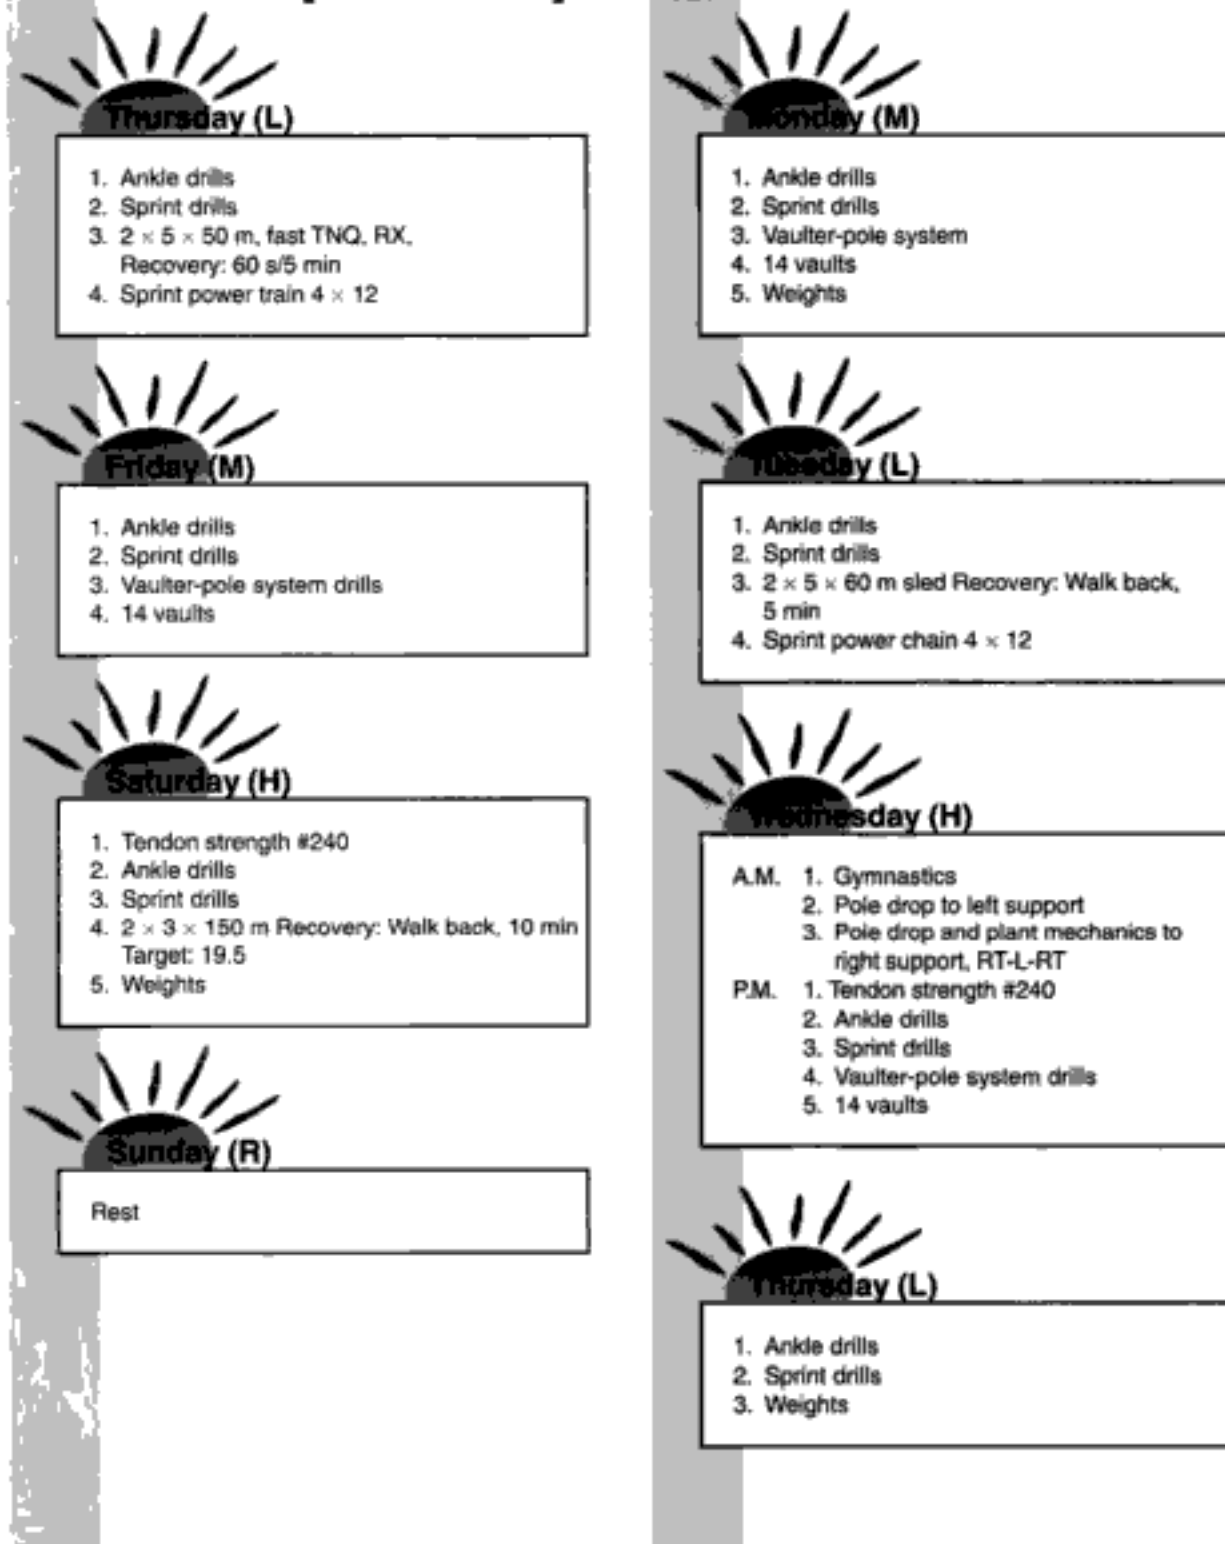 Thursday (L)
1. Ankle drills
2. Sprint drills
3. 2 × 5 × 50 m, fast TNQ, RX,
Recovery: 60 s/5 min
4. Sprint power train 4 × 12
Friday (M)
1. Ankle drills
2. Sprint drills
3. Vaulter-pole system drills
4. 14 vaults
Saturday (H)
1. Tendon strength #240
2. Ankle drills
3. Sprint drills
4. 2 × 3 × 150 m Recovery: Walk back, 10 min
Target: 19.5
5. Weights
Sunday (R)
Rest
Monday (M)
1. Ankle drills
2. Sprint drills
3. Vaulter-pole system
4. 14 vaults
5. Weights
Tuesday (L)
1. Ankle drills
2. Sprint drills
3. 2 × 5 × 60 m sled Recovery: Walk back,
5 min
4. Sprint power chain 4 × 12
Wednesday (H)
A.M. 1. Gymnastics
2. Pole drop to left support
3. Pole drop and plant mechanics to
right support, RT-L-RT
P.M. 1. Tendon strength #240
2. Ankle drills
3. Sprint drills
4. Vaulter-pole system drills
5. 14 vaults
Thursday (L)
1. Ankle drills
2. Sprint drills
3. Weights